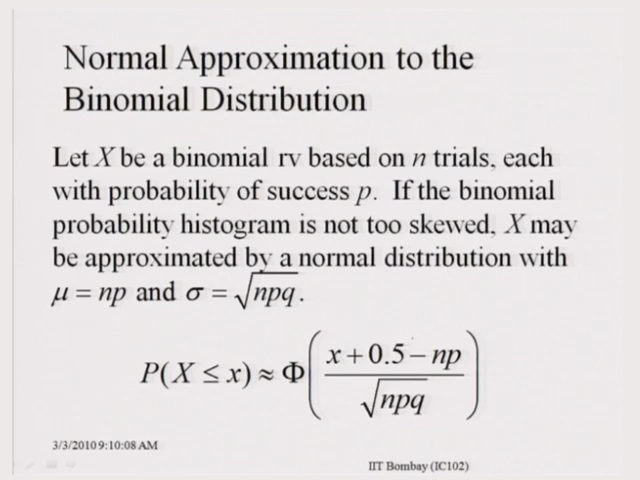 Normal Approximation to the
Binomial Distribution
Let X be a binomial rv based on n trials, each
with probability of success p. If the binomial
probability histogram is not too skewed, X may
be approximated by a normal distribution with
μ = np and σ = √npq.
P(X ≤ x) ≈ Φ( (x + 0.5 − np) / √npq )
3/3/2010 9:10:08 AM
IIT Bombay (IC102)